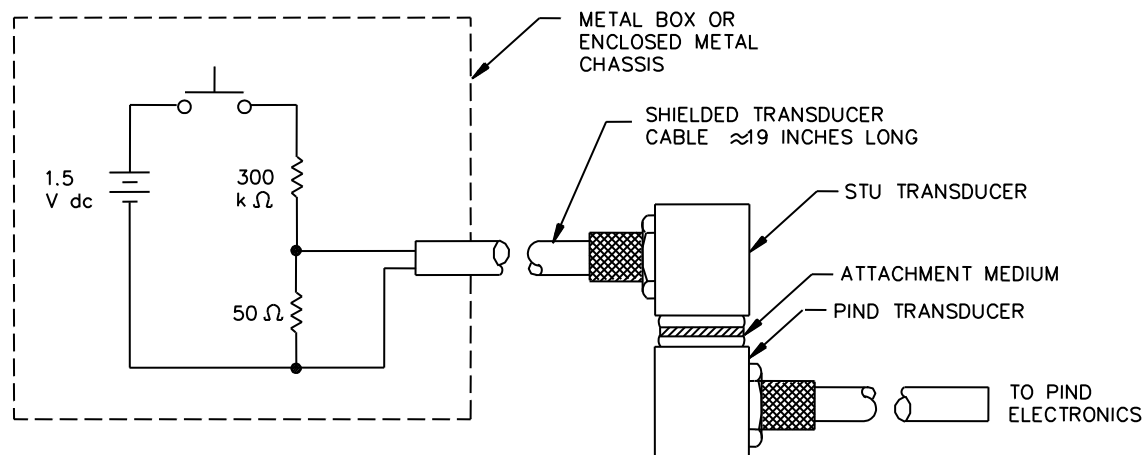 METAL BOX OR
ENCLOSED METAL
CHASSIS
SHIELDED TRANSDUCER
CABLE ≈19 INCHES LONG
1.5
V dc
300
k Ω
STU TRANSDUCER
ATTACHMENT MEDIUM
50 Ω
PIND TRANSDUCER
TO PIND
ELECTRONICS